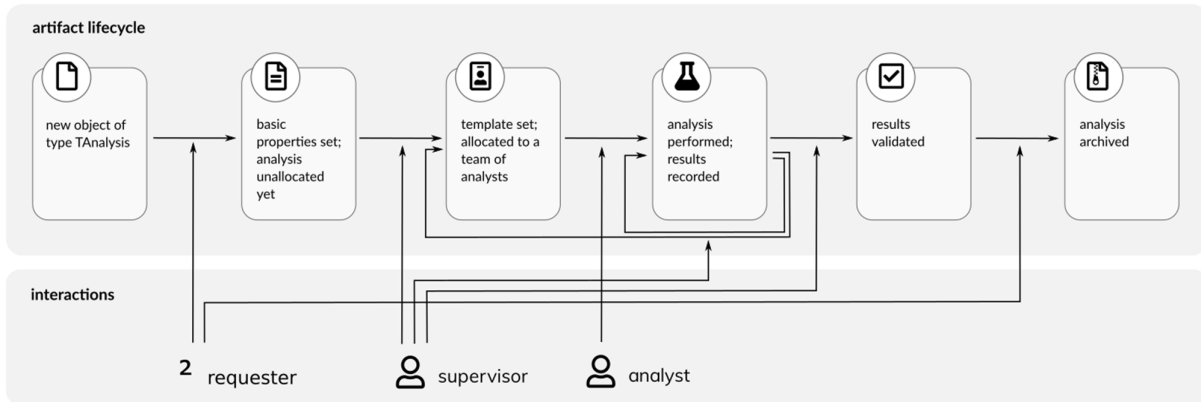 artifact lifecycle
new object of
type TAnalysis
basic
properties set;
analysis
unallocated
yet
template set;
allocated to a
team of
analysts
analysis
performed;
results
recorded
results
validated
analysis
archived
interactions
2 requester
supervisor
analyst